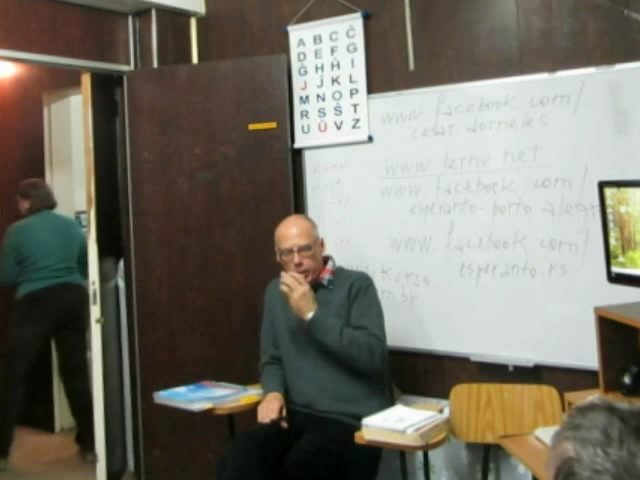 A B C Ĉ
D E F G
Ĝ H Ĥ I
J Ĵ K L
M N O P
R S Ŝ T
U Ŭ V Z
www.facebook.com/
cesar dorneles
www.lernu.net
www.facebook.com/
esperanto-porto alegre
www.facebook.com/
esperanto.rs
kurso